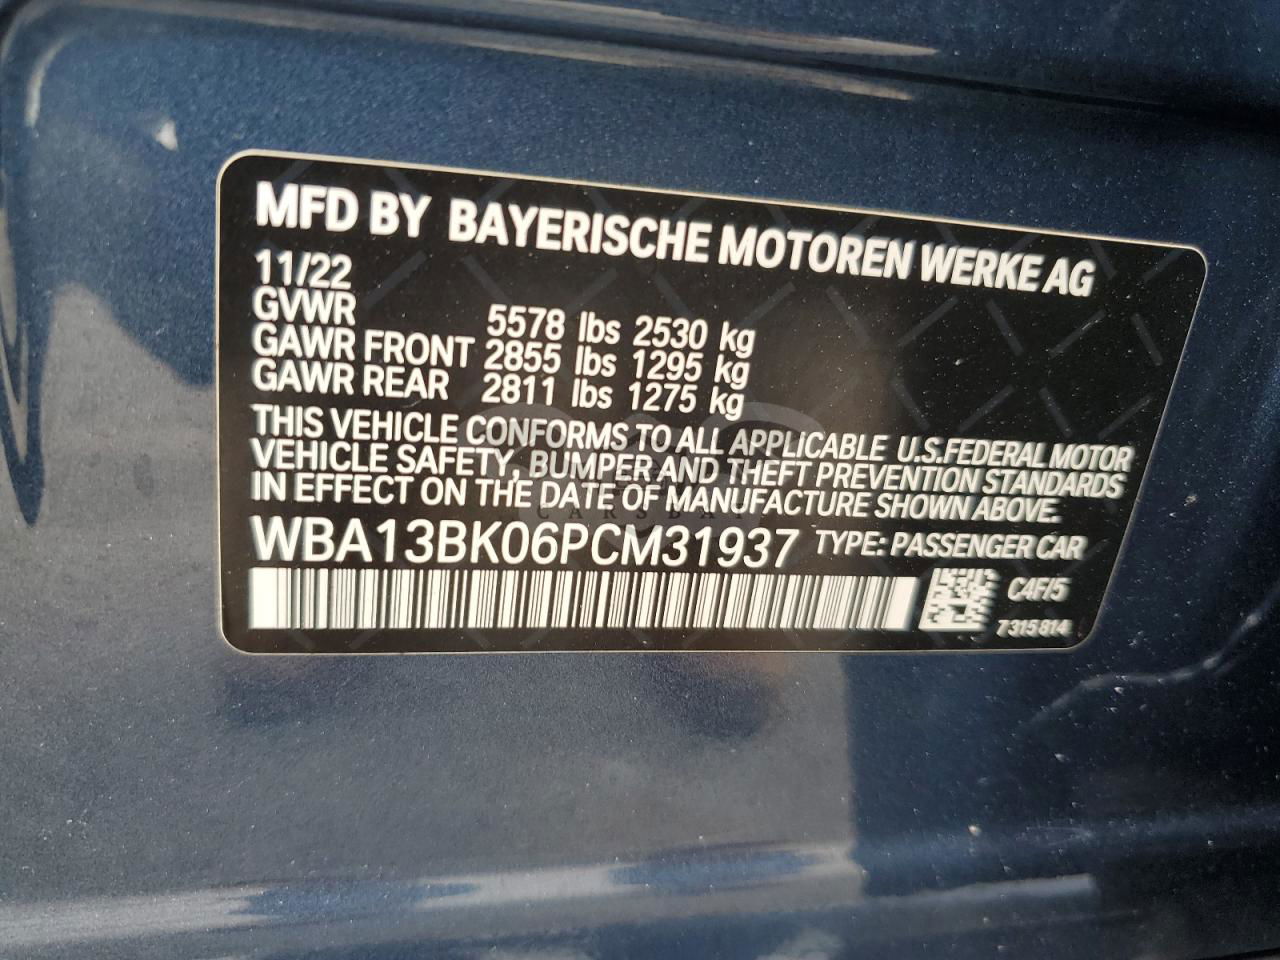 MFD BY BAYERISCHE MOTOREN WERKE AG
11/22
GVWR 5578 lbs 2530 kg
GAWR FRONT 2855 lbs 1295 kg
GAWR REAR 2811 lbs 1275 kg
THIS VEHICLE CONFORMS TO ALL APPLICABLE U.S.FEDERAL MOTOR
VEHICLE SAFETY, BUMPER AND THEFT PREVENTION STANDARDS
IN EFFECT ON THE DATE OF MANUFACTURE SHOWN ABOVE.
WBA13BK06PCM31937 TYPE: PASSENGER CAR
C4F/5
7315814